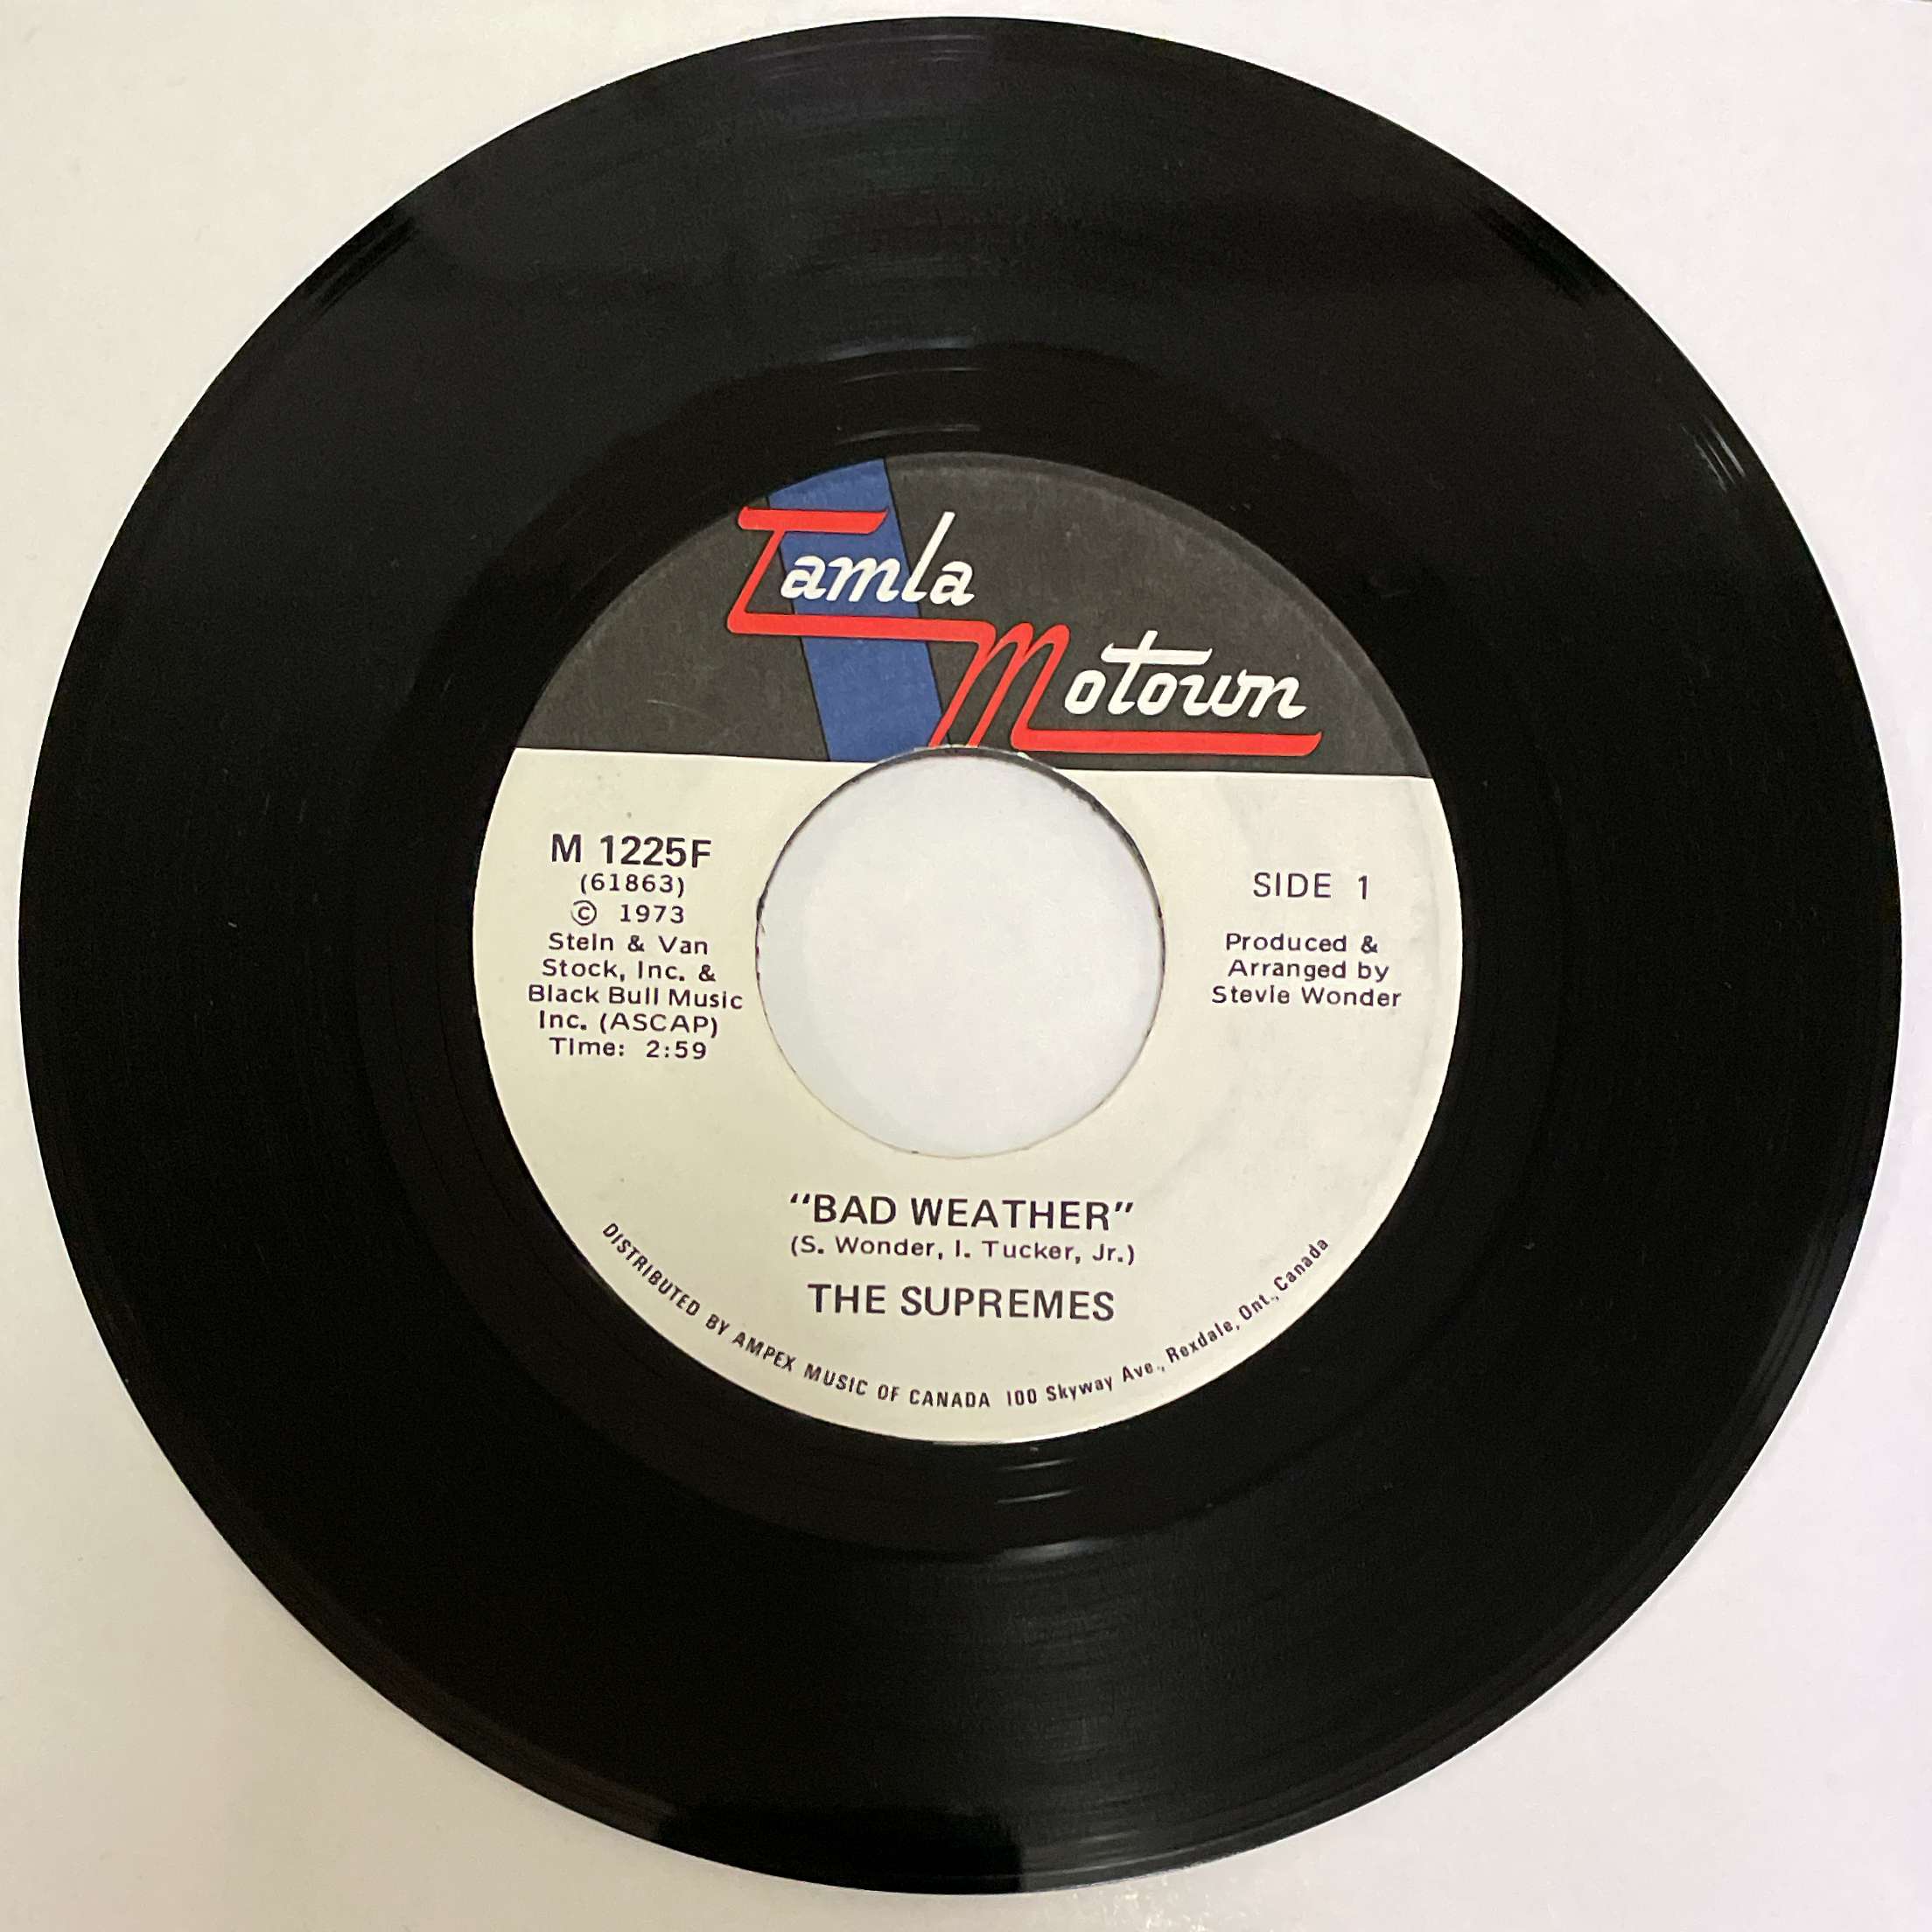 Tamla
Motown
M 1225F
(61863)
© 1973
Stein & Van
Stock, Inc. &
Black Bull Music
Inc. (ASCAP)
Time: 2:59
SIDE 1
Produced &
Arranged by
Stevie Wonder
"BAD WEATHER"
(S. Wonder, I. Tucker, Jr.)
THE SUPREMES
DISTRIBUTED BY AMPEX MUSIC OF CANADA 100 Skyway Ave., Rexdale, Ont., Canada